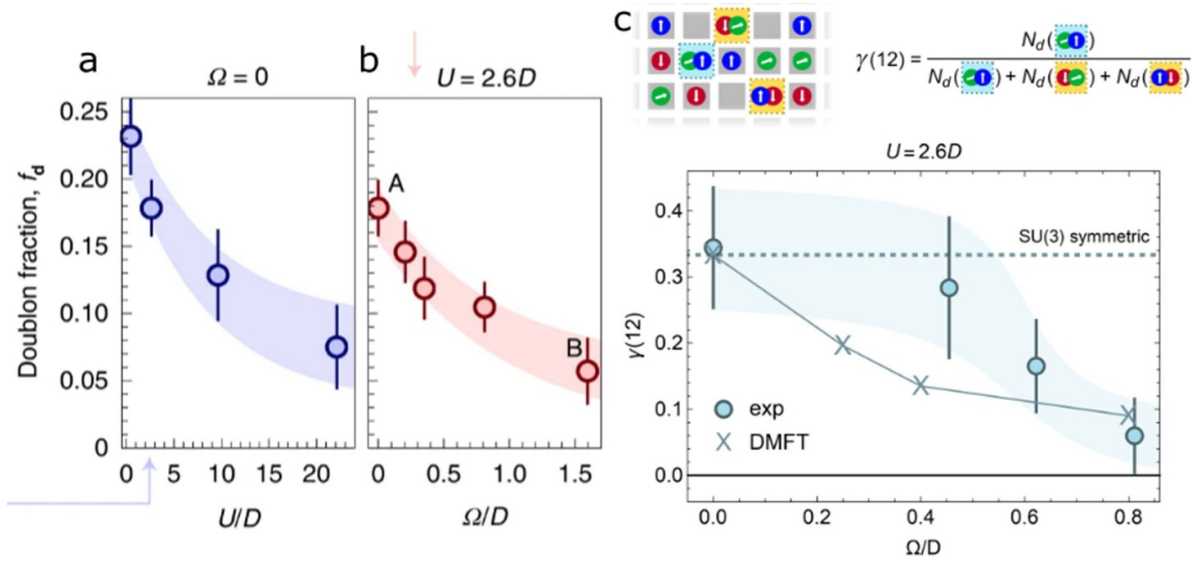 a
Ω = 0
Doublon fraction, f_d
0.25
0.20
0.15
0.10
0.05
0
0 5 10 15 20
U/D
b
U = 2.6D
A
B
0 0.5 1.0 1.5
Ω/D
c
γ(12) = N_d( ) / N_d( ) + N_d( ) + N_d( )
U = 2.6D
SU(3) symmetric
γ(12)
0.4
0.3
0.2
0.1
0.0
exp
DMFT
0.0 0.2 0.4 0.6 0.8
Ω/D